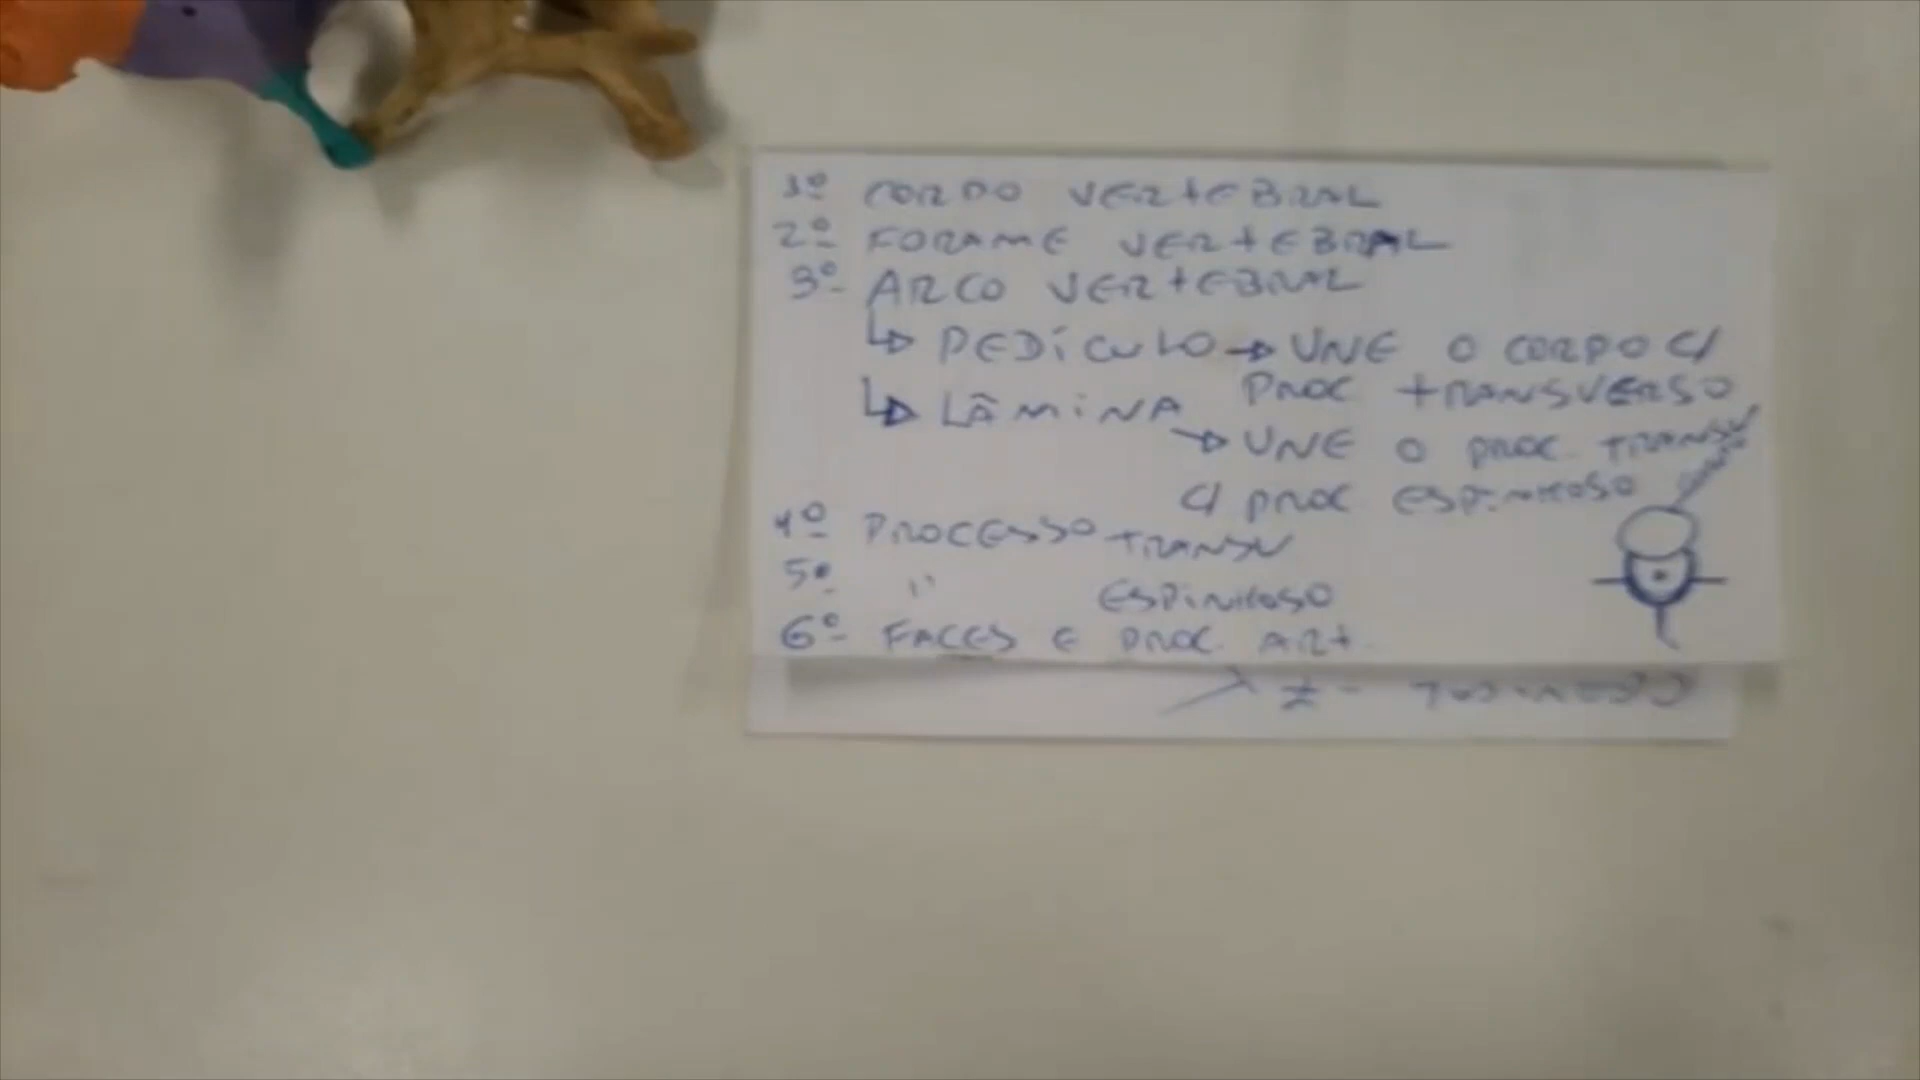 1º CORPO VERTEBRAL
2º FORAME VERTEBRAL
3º ARCO VERTEBRAL
↳ PEDÍCULO → UNE O CORPO C/
PROC TRANSVERSO
↳ LÂMINA
→ UNE O PROC TRANSV
C/ PROC ESPINHOSO
4º PROCESSO TRANSV
5º " ESPINHOSO
6º FACES E PROC ART.